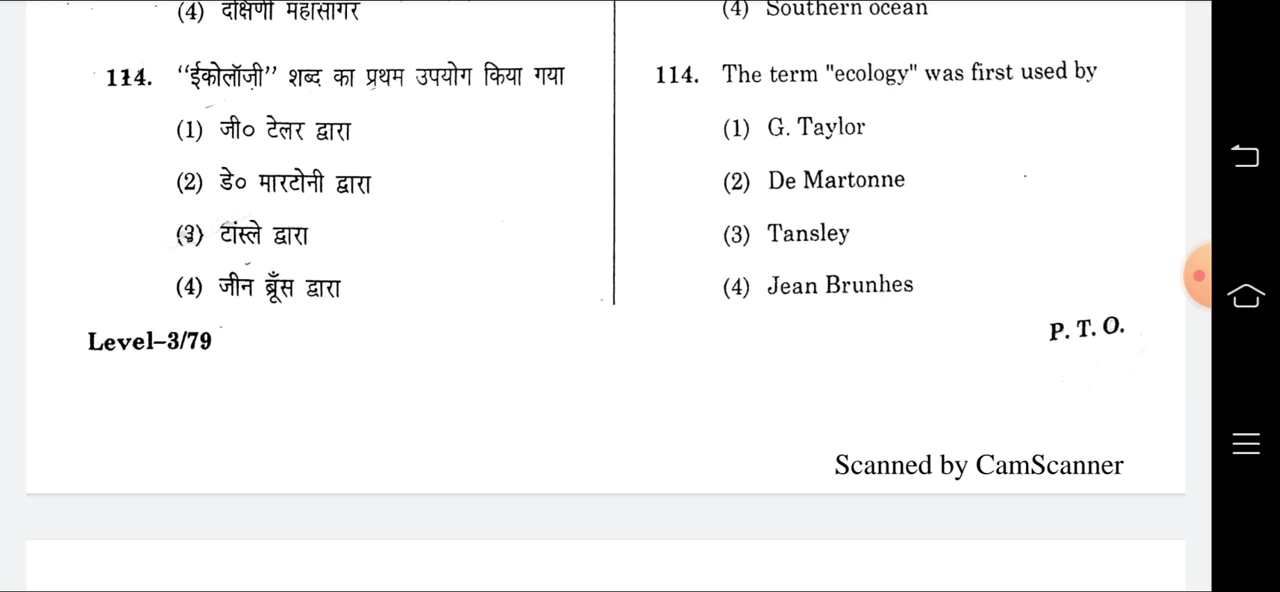 (4) दक्षिणी महासागर
114. “ईकोलॉजी” शब्द का प्रथम उपयोग किया गया
(1) जी० टेलर द्वारा
(2) डे० मारटोनी द्वारा
(3) टांस्ले द्वारा
(4) जीन ब्रूँस द्वारा
Level–3/79
(4) Southern ocean
114. The term "ecology" was first used by
(1) G. Taylor
(2) De Martonne
(3) Tansley
(4) Jean Brunhes
P. T. O.
Scanned by CamScanner